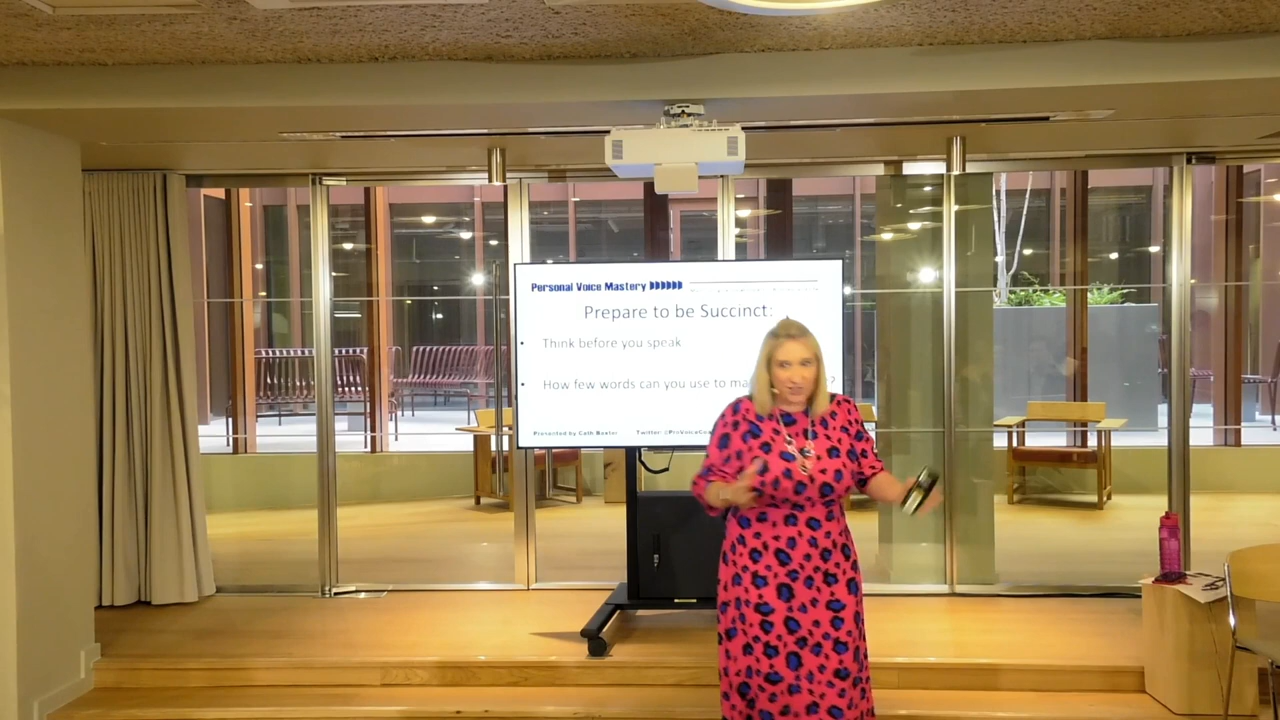 Personal Voice Mastery
Prepare to be Succinct:
• Think before you speak
• How few words can you use to ma ?
Presented by Cath Baxter Twitter: @ProVoiceCoa